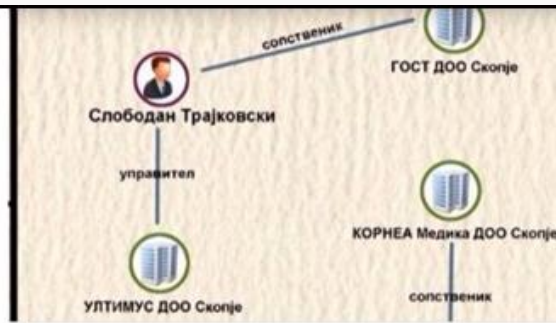 сопственик
ГОСТ ДОО Скопје
Слободан Трајковски
управител
КОРНЕА Медика ДОО Скопје
УЛТИМУС ДОО Скопје
сопственик